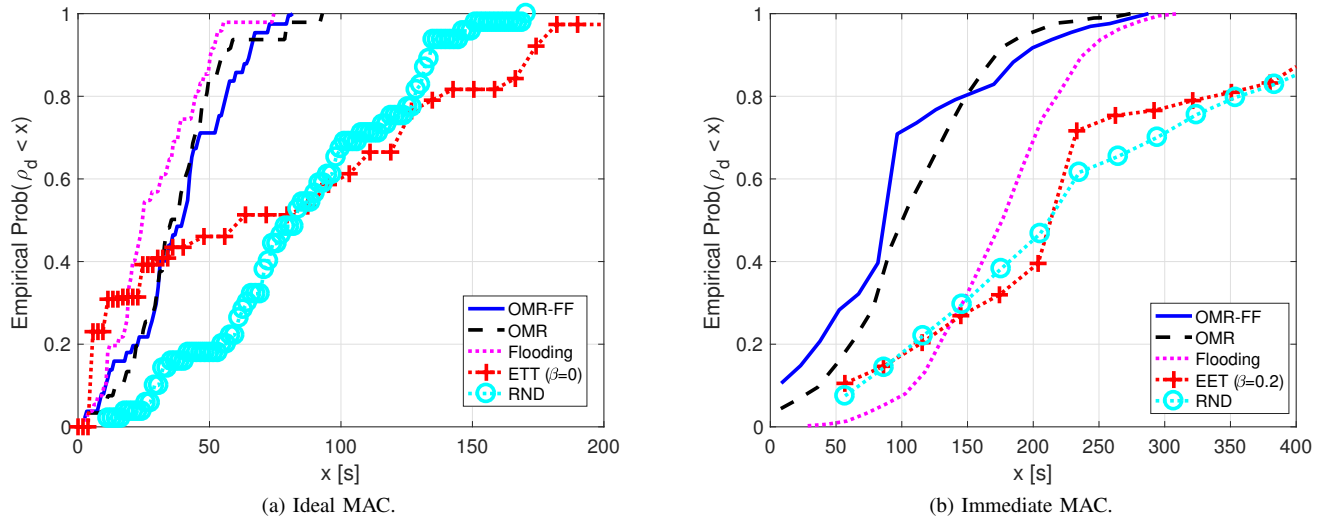 1
0.8
0.6
0.4
0.2
0
Empirical Prob(ρ_d < x)
0 50 100 150 200
x [s]
OMR-FF
OMR
Flooding
ETT (β=0)
RND
(a) Ideal MAC.
1
0.8
0.6
0.4
0.2
0
Empirical Prob(ρ_d < x)
0 50 100 150 200 250 300 350 400
x [s]
OMR-FF
OMR
Flooding
EET (β=0.2)
RND
(b) Immediate MAC.